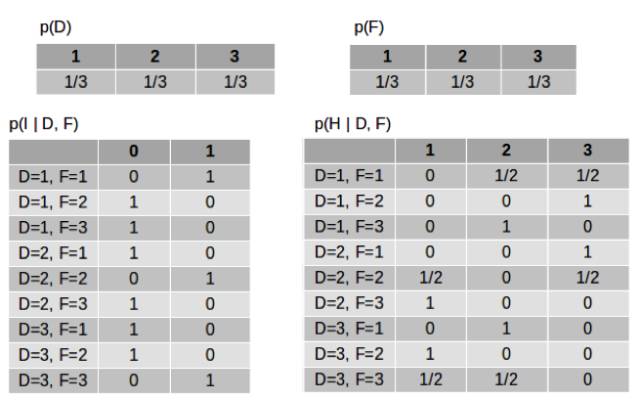 p(D)
1 2 3
1/3 1/3 1/3
p(F)
1 2 3
1/3 1/3 1/3
p(I | D, F)
0 1
D=1, F=1 0 1
D=1, F=2 1 0
D=1, F=3 1 0
D=2, F=1 1 0
D=2, F=2 0 1
D=2, F=3 1 0
D=3, F=1 1 0
D=3, F=2 1 0
D=3, F=3 0 1
p(H | D, F)
1 2 3
D=1, F=1 0 1/2 1/2
D=1, F=2 0 0 1
D=1, F=3 0 1 0
D=2, F=1 0 0 1
D=2, F=2 1/2 0 1/2
D=2, F=3 1 0 0
D=3, F=1 0 1 0
D=3, F=2 1 0 0
D=3, F=3 1/2 1/2 0